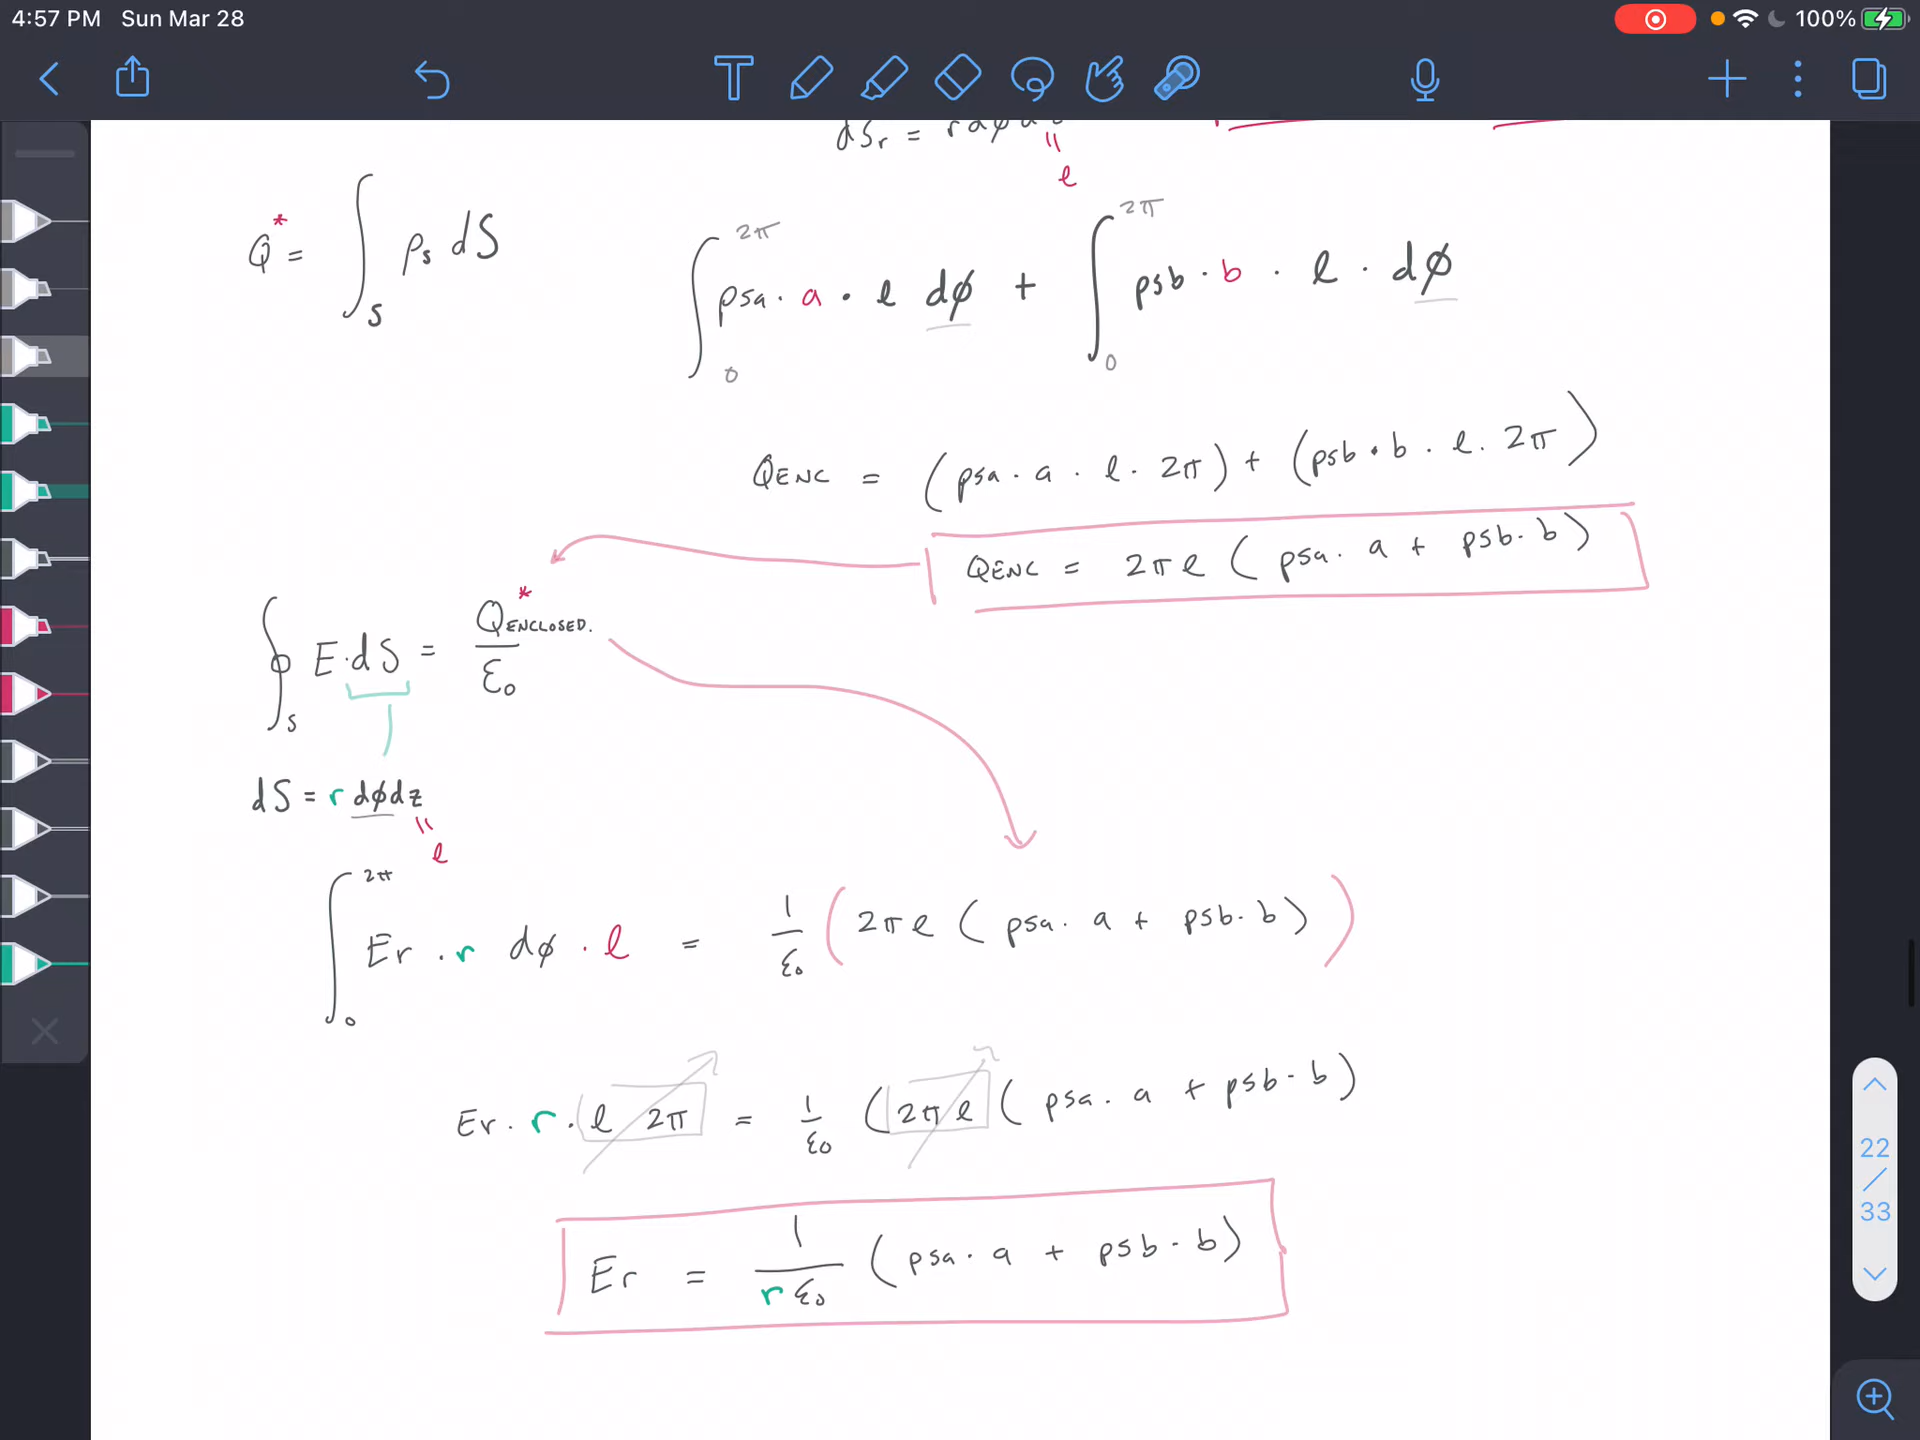 4:57 PM Sun Mar 28 100%
dSr = r dφ d
" 
l
Q* = ∫S ρs dS
∫0 2π ρsa · a · l dφ + ∫0 2π ρsb · b · l · dφ
QENC = (ρsa · a · l · 2π) + (ρsb · b · l · 2π)
QENC = 2πl (ρsa · a + ρsb · b)
∮S E·dS = Q*ENCLOSED. / ε0
dS = r dφdz
"
l
∫0 2π Er · r dφ · l = 1/ε0 (2πl (ρsa · a + ρsb · b))
Er · r · l 2π = 1/ε0 (2πl (ρsa · a + ρsb · b)
Er = 1/rε0 (ρsa · a + ρsb · b)
22
/
33